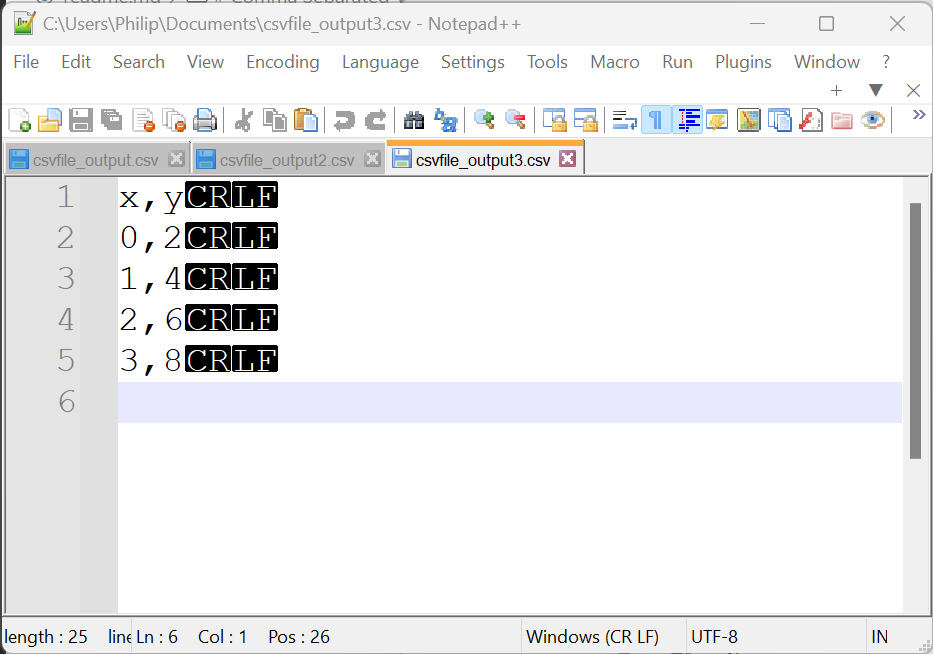 C:\Users\Philip\Documents\csvfile_output3.csv - Notepad++
File Edit Search View Encoding Language Settings Tools Macro Run Plugins Window ?
csvfile_output.csv csvfile_output2.csv csvfile_output3.csv
1 x,yCRLF
2 0,2CRLF
3 1,4CRLF
4 2,6CRLF
5 3,8CRLF
6
length : 25 line Ln : 6 Col : 1 Pos : 26 Windows (CR LF) UTF-8 IN